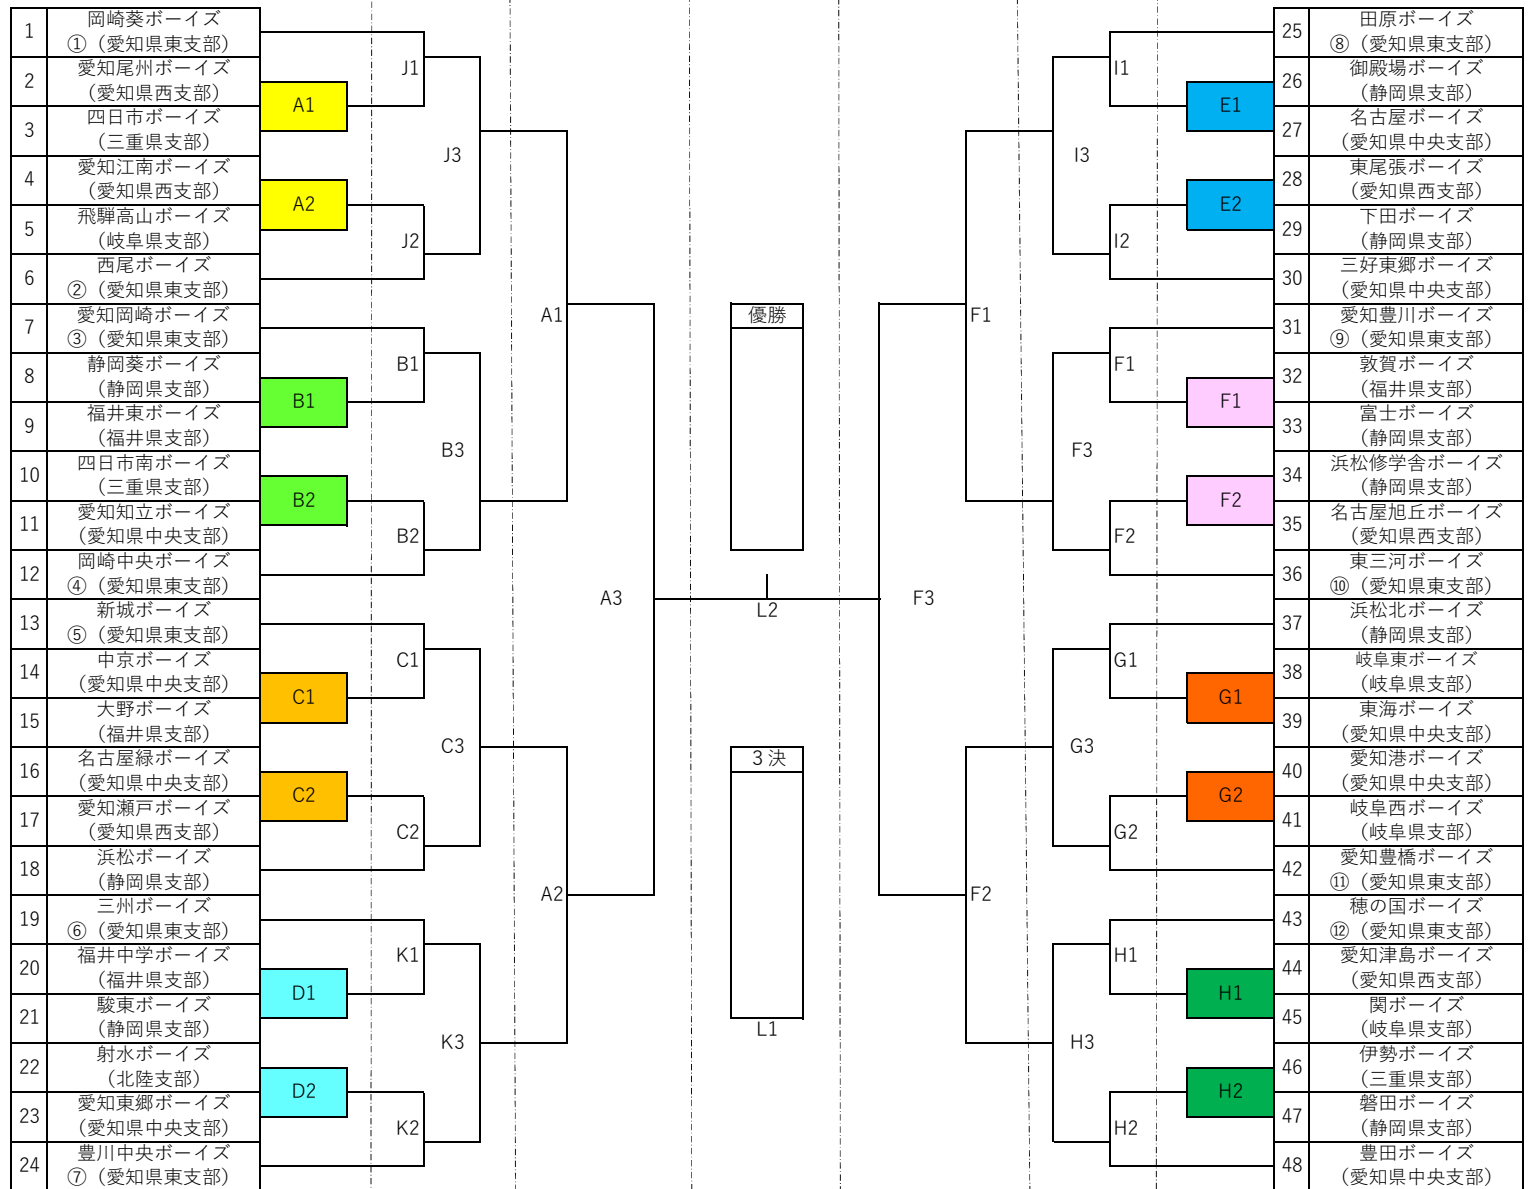 1
岡崎葵ボーイズ
①（愛知県東支部）
2
愛知尾州ボーイズ
（愛知県西支部）
3
四日市ボーイズ
（三重県支部）
4
愛知江南ボーイズ
（愛知県西支部）
5
飛騨高山ボーイズ
（岐阜県支部）
6
西尾ボーイズ
②（愛知県東支部）
7
愛知岡崎ボーイズ
③（愛知県東支部）
8
静岡葵ボーイズ
（静岡県支部）
9
福井東ボーイズ
（福井県支部）
10
四日市南ボーイズ
（三重県支部）
11
愛知知立ボーイズ
（愛知県中央支部）
12
岡崎中央ボーイズ
④（愛知県東支部）
13
新城ボーイズ
⑤（愛知県東支部）
14
中京ボーイズ
（愛知県中央支部）
15
大野ボーイズ
（福井県支部）
16
名古屋緑ボーイズ
（愛知県中央支部）
17
愛知瀬戸ボーイズ
（愛知県西支部）
18
浜松ボーイズ
（静岡県支部）
19
三州ボーイズ
⑥（愛知県東支部）
20
福井中学ボーイズ
（福井県支部）
21
駿東ボーイズ
（静岡県支部）
22
射水ボーイズ
（北陸支部）
23
愛知東郷ボーイズ
（愛知県中央支部）
24
豊川中央ボーイズ
⑦（愛知県東支部）
A1
A2
B1
B2
C1
C2
D1
D2
J1
J2
B1
B2
C1
C2
K1
K2
J3
B3
C3
K3
A1
A2
A3
優勝
L2
３決
L1
F3
F1
F2
I3
F3
G3
H3
I1
I2
F1
F2
G1
G2
H1
H2
E1
E2
F1
F2
G1
G2
H1
H2
25
田原ボーイズ
⑧（愛知県東支部）
26
御殿場ボーイズ
（静岡県支部）
27
名古屋ボーイズ
（愛知県中央支部）
28
東尾張ボーイズ
（愛知県西支部）
29
下田ボーイズ
（静岡県支部）
30
三好東郷ボーイズ
（愛知県中央支部）
31
愛知豊川ボーイズ
⑨（愛知県東支部）
32
敦賀ボーイズ
（福井県支部）
33
富士ボーイズ
（静岡県支部）
34
浜松修学舎ボーイズ
（静岡県支部）
35
名古屋旭丘ボーイズ
（愛知県西支部）
36
東三河ボーイズ
⑩（愛知県東支部）
37
浜松北ボーイズ
（静岡県支部）
38
岐阜東ボーイズ
（岐阜県支部）
39
東海ボーイズ
（愛知県中央支部）
40
愛知港ボーイズ
（愛知県中央支部）
41
岐阜西ボーイズ
（岐阜県支部）
42
愛知豊橋ボーイズ
⑪（愛知県東支部）
43
穂の国ボーイズ
⑫（愛知県東支部）
44
愛知津島ボーイズ
（愛知県西支部）
45
関ボーイズ
（岐阜県支部）
46
伊勢ボーイズ
（三重県支部）
47
磐田ボーイズ
（静岡県支部）
48
豊田ボーイズ
（愛知県中央支部）